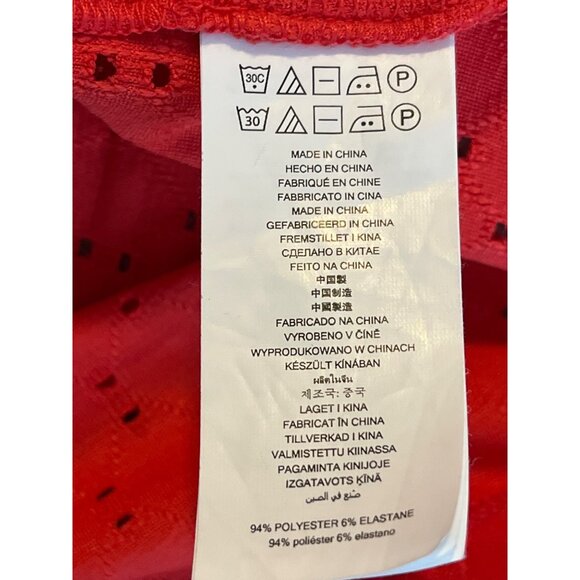 30C P
30 P
MADE IN CHINA
HECHO EN CHINA
FABRIQUÉ EN CHINE
FABBRICATO IN CINA
MADE IN CHINA
GEFABRICEERD IN CHINA
FREMSTILLET I KINA
СДЕЛАНО В КИТАЕ
FEITO NA CHINA
中国製
中国制造
中國製造
FABRICADO NA CHINA
VYROBENO V ČÍNĚ
WYPRODUKOWANO W CHINACH
KÉSZÜLT KÍNÁBAN
ผลิตในจีน
제조국: 중국
LAGET I KINA
FABRICAT ÎN CHINA
TILLVERKAD I KINA
VALMISTETTU KIINASSA
PAGAMINTA KINIJOJE
IZGATAVOTS ĶĪNĀ
صنع في الصين
94% POLYESTER 6% ELASTANE
94% poliéster 6% elastano